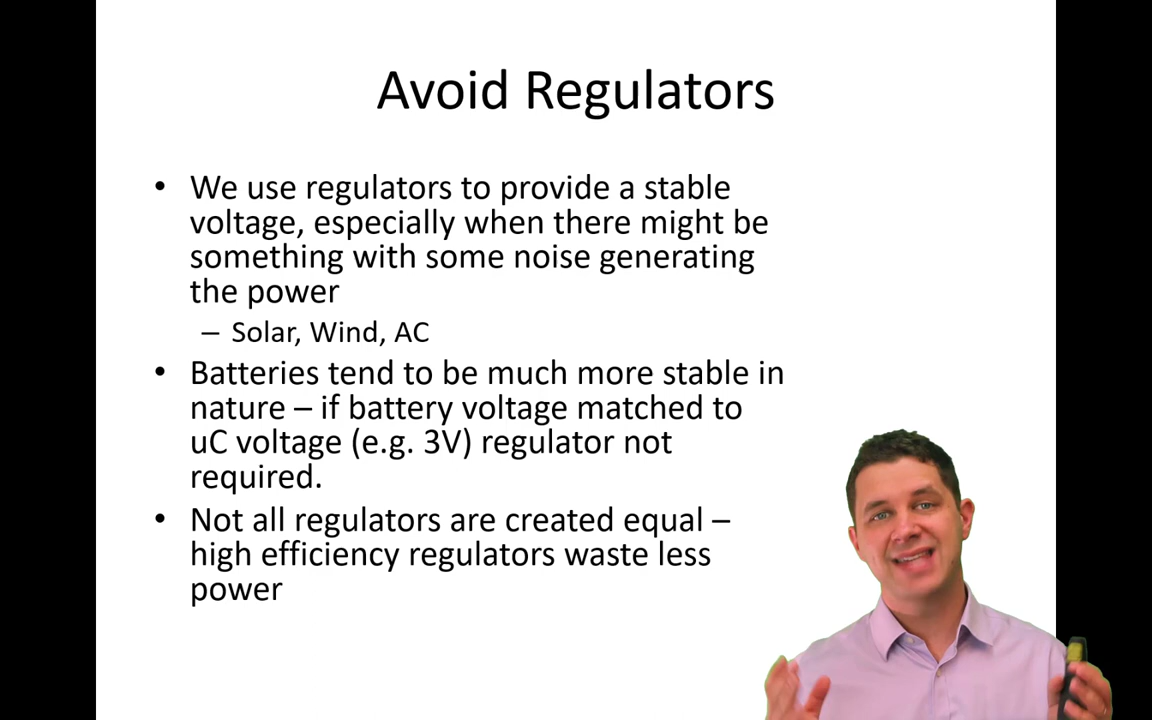 Avoid Regulators
• We use regulators to provide a stable
voltage, especially when there might be
something with some noise generating
the power
– Solar, Wind, AC
• Batteries tend to be much more stable in
nature – if battery voltage matched to
uC voltage (e.g. 3V) regulator not
required.
• Not all regulators are created equal –
high efficiency regulators waste less
power